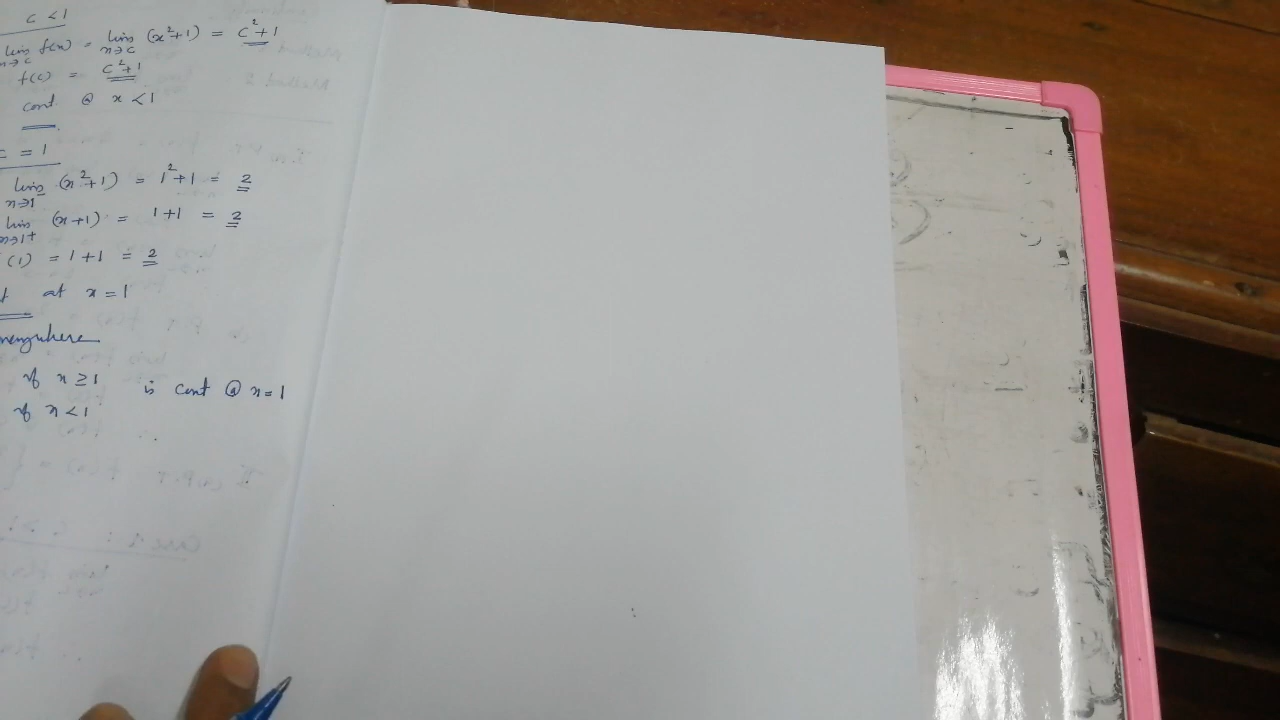 c < 1
lim x→c f(x) = lim x→c (x²+1) = c²+1
f(c) = c²+1
cont @ x < 1
c = 1
lim x→1⁻ (x²+1) = 1²+1 = 2
lim x→1⁺ (x+1) = 1+1 = 2
(1) = 1+1 = 2
at x = 1
if x ≥ 1 is cont @ x=1
if x < 1